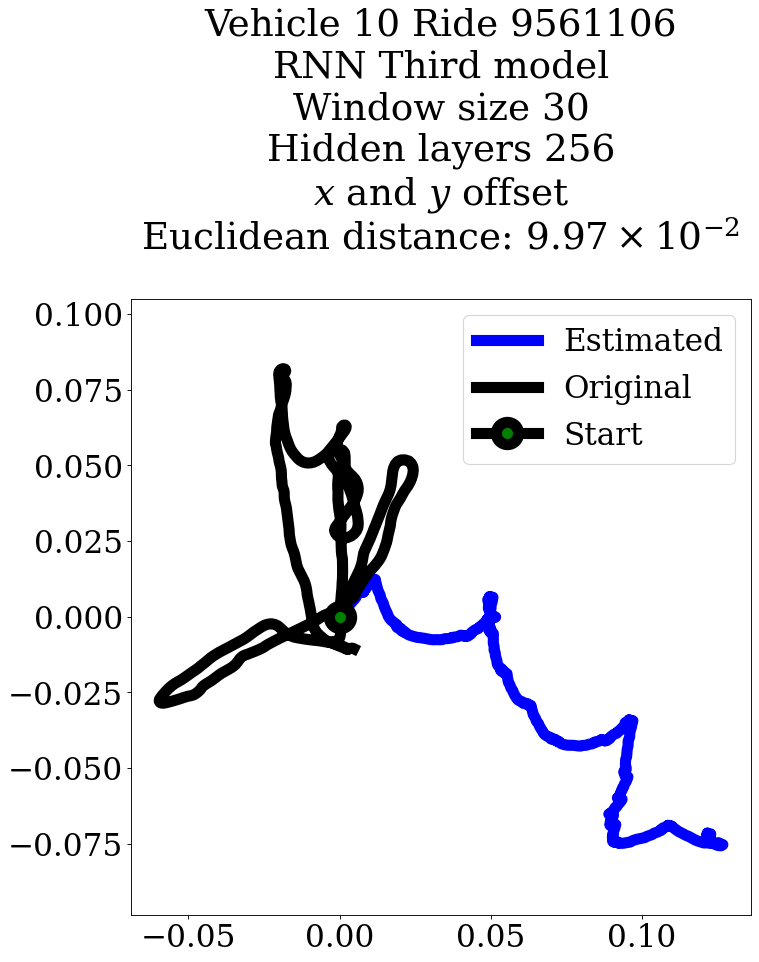 Vehicle 10 Ride 9561106
RNN Third model
Window size 30
Hidden layers 256
x and y offset
Euclidean distance: 9.97 × 10⁻²
Estimated
Original
Start
0.100
0.075
0.050
0.025
0.000
−0.025
−0.050
−0.075
−0.05 0.00 0.05 0.10